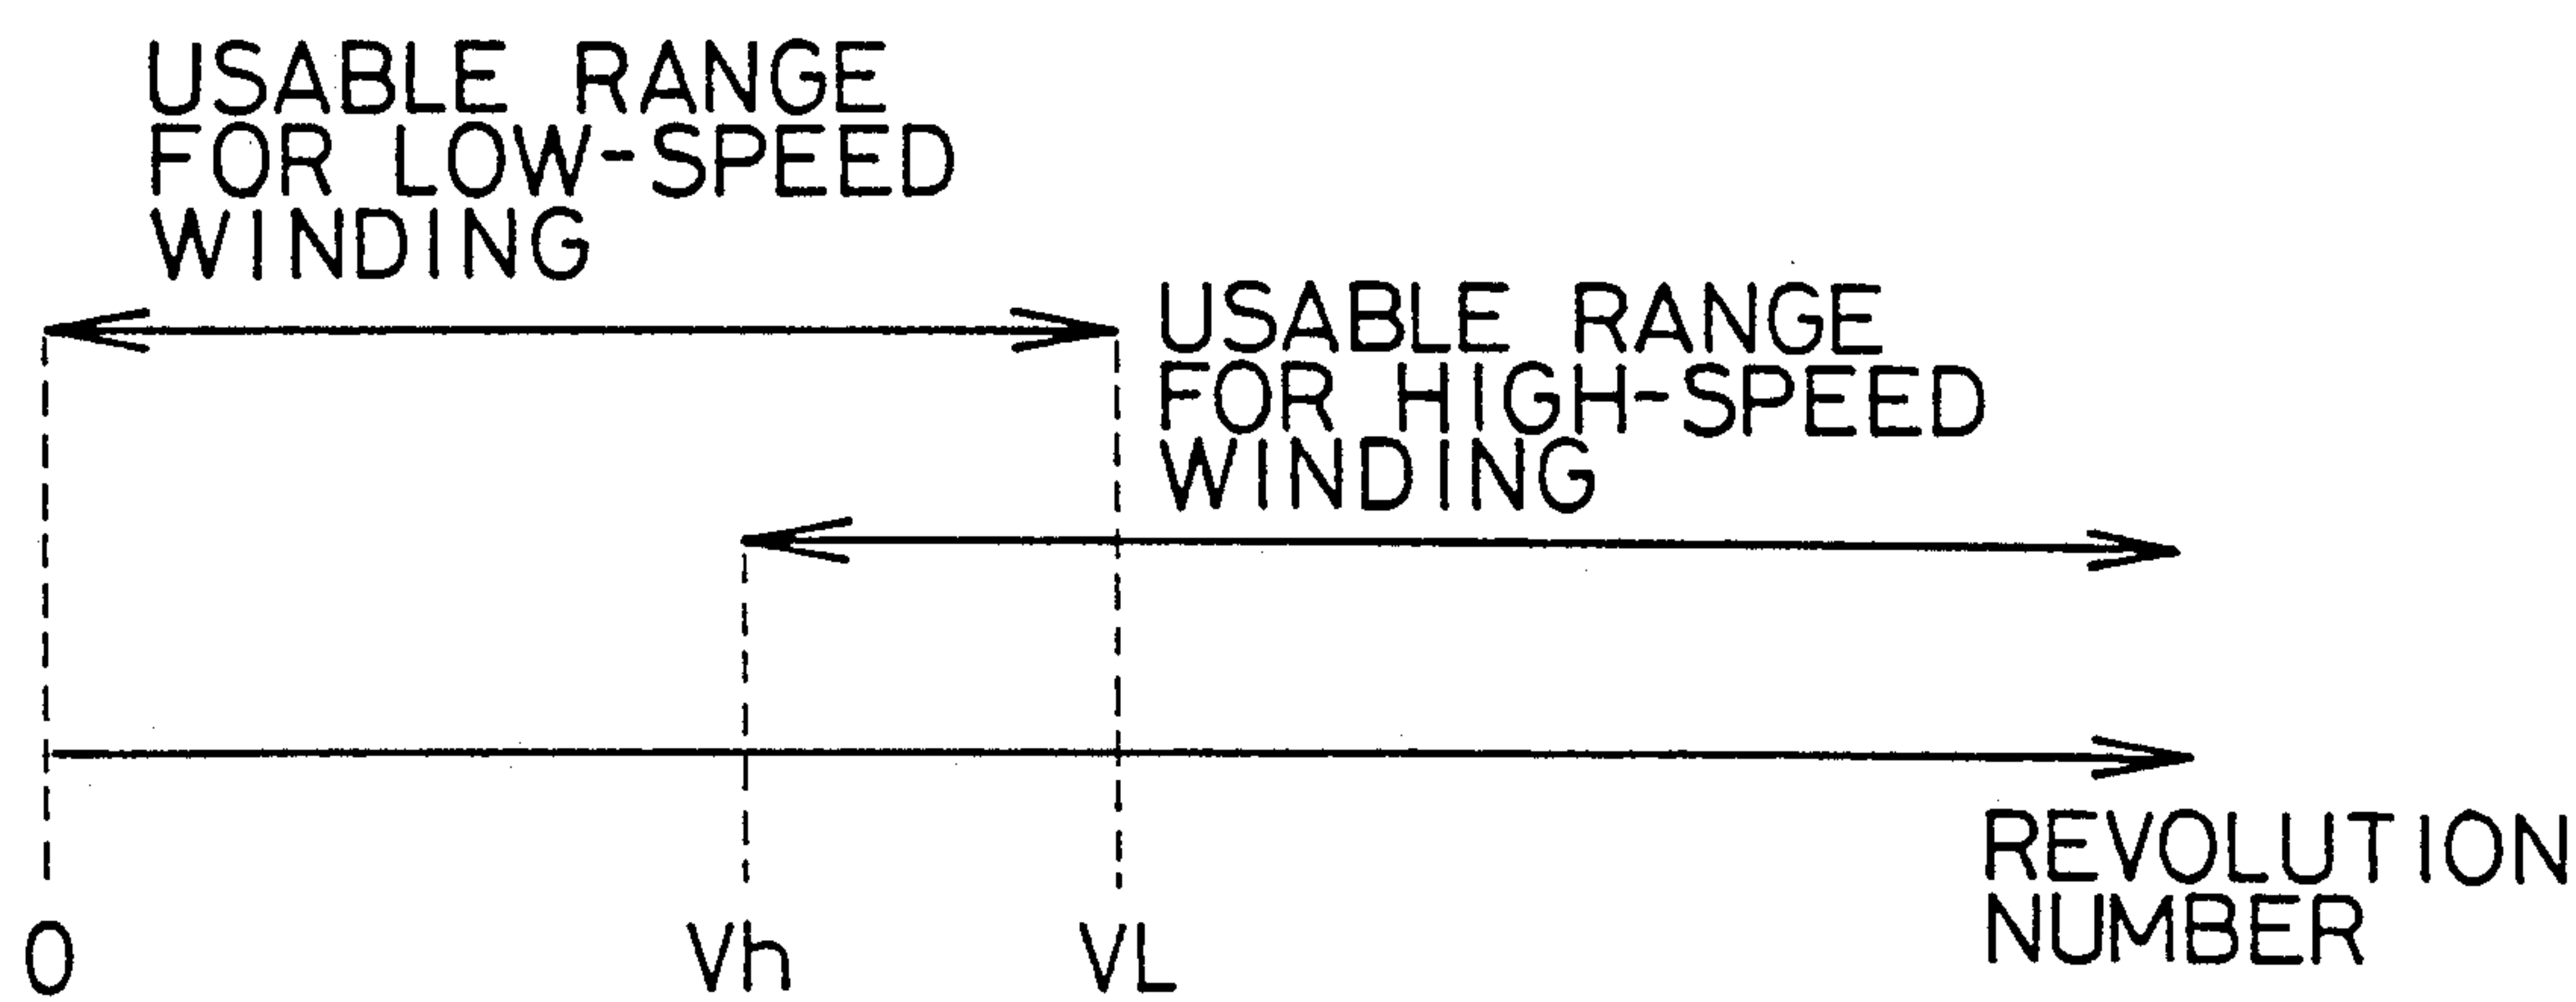 USABLE RANGE
FOR LOW-SPEED
WINDING
USABLE RANGE
FOR HIGH-SPEED
WINDING
REVOLUTION
NUMBER
0
Vh
VL